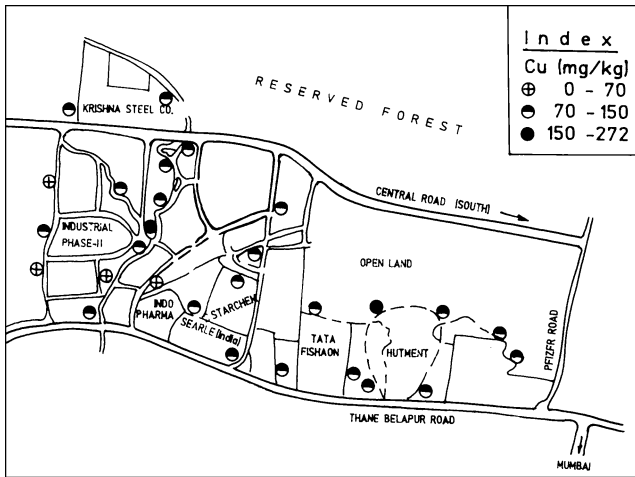 Index
Cu (mg/kg)
0 - 70
70 - 150
150 - 272
RESERVED FOREST
KRISHNA STEEL CO.
CENTRAL ROAD (SOUTH)
INDUSTRIAL
PHASE-II
OPEN LAND
INDO
PHARMA
STARCHEM
SEARLE (India)
TATA
FISHAON
HUTMENT
PFIZER ROAD
THANE BELAPUR ROAD
MUMBAI